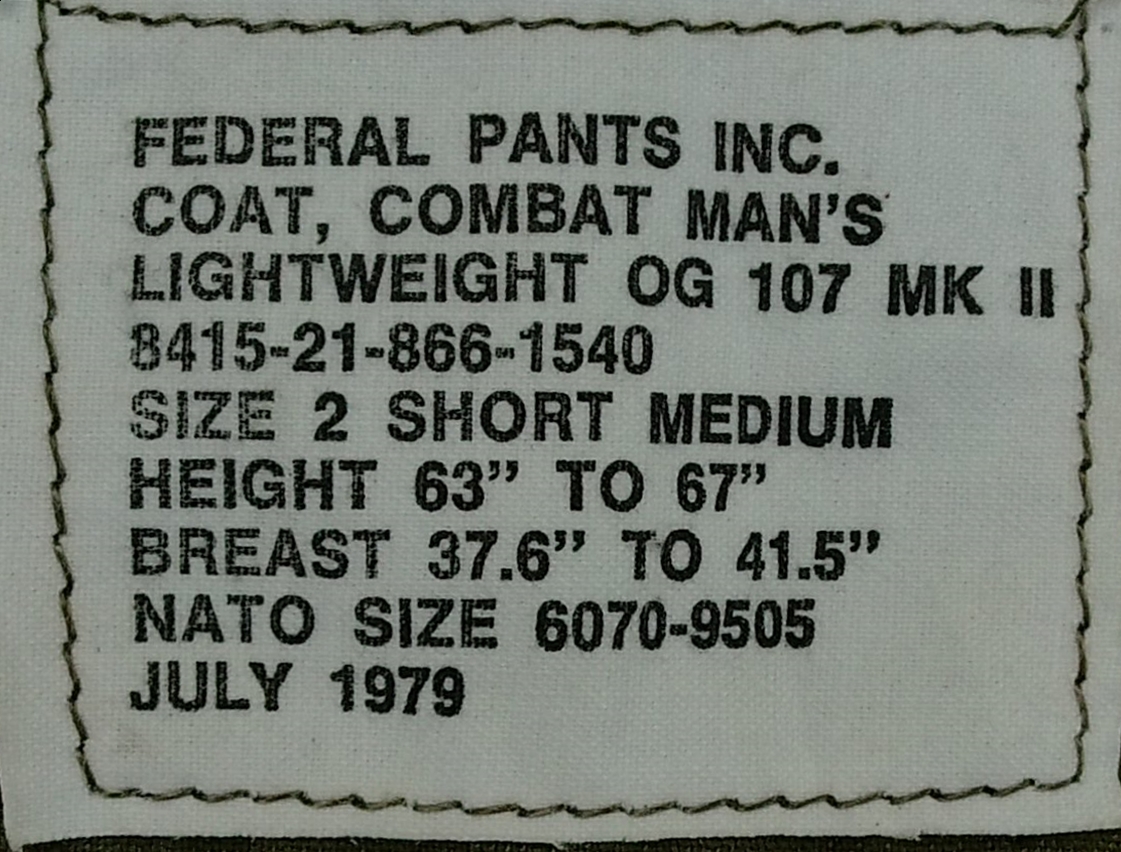 FEDERAL PANTS INC.
COAT, COMBAT MAN'S
LIGHTWEIGHT OG 107 MK II
8415-21-866-1540
SIZE 2 SHORT MEDIUM
HEIGHT 63” TO 67”
BREAST 37.6” TO 41.5”
NATO SIZE 6070-9505
JULY 1979